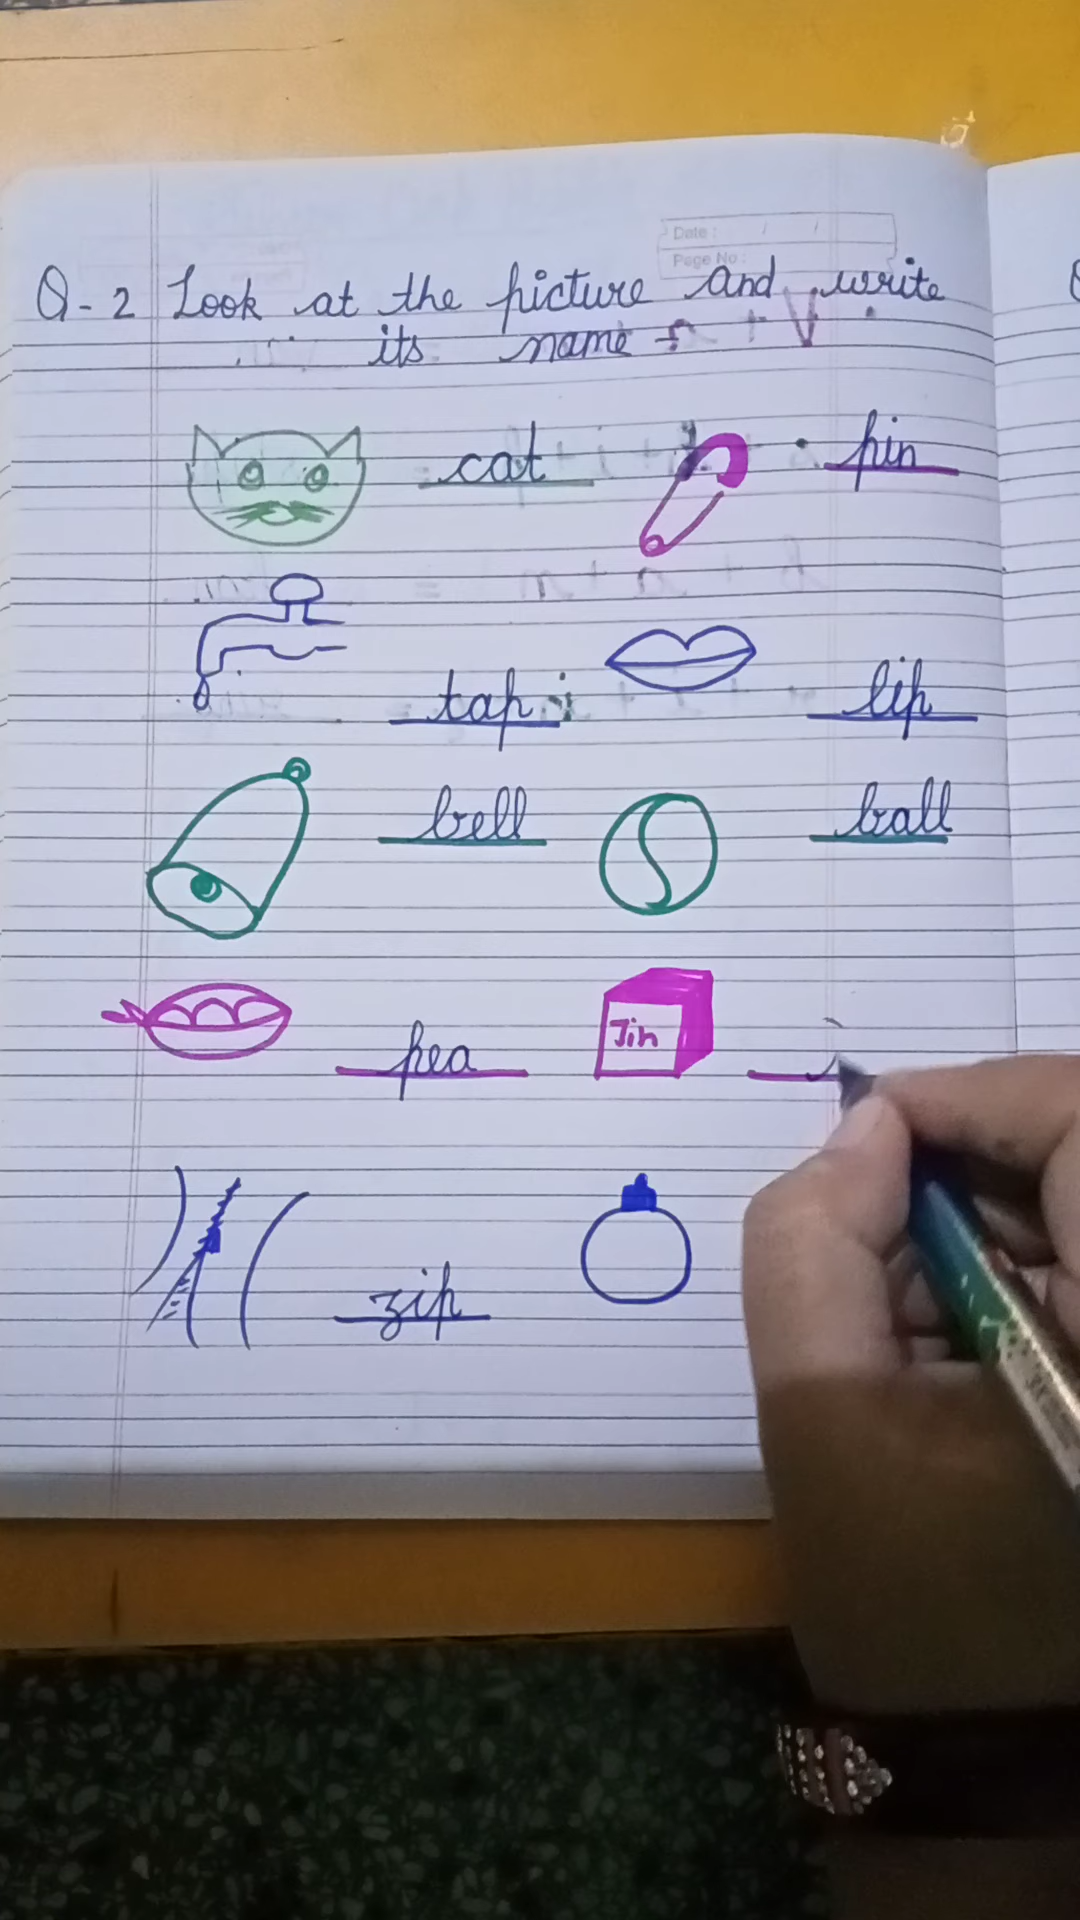 Date : / /
Page No :
Q-2 Look at the picture and write
its name :-
cat pin
tap lip
bell ball
Tin
pea
zip